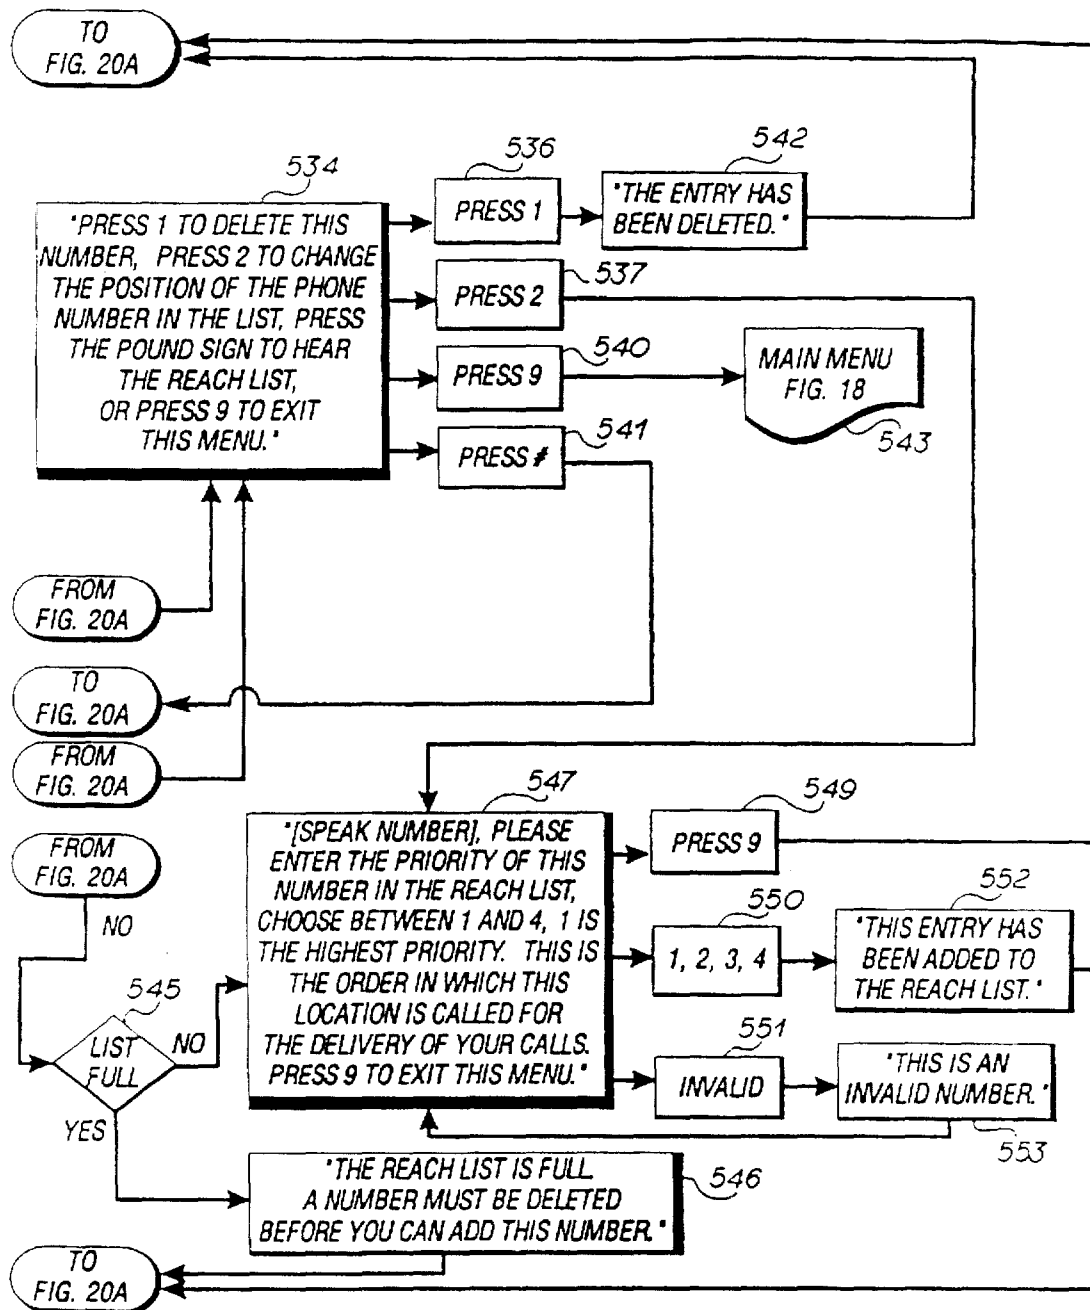 TO
FIG. 20A
534
"PRESS 1 TO DELETE THIS
NUMBER, PRESS 2 TO CHANGE
THE POSITION OF THE PHONE
NUMBER IN THE LIST, PRESS
THE POUND SIGN TO HEAR
THE REACH LIST,
OR PRESS 9 TO EXIT
THIS MENU."
536
PRESS 1
542
"THE ENTRY HAS
BEEN DELETED."
537
PRESS 2
540
PRESS 9
MAIN MENU
FIG. 18
543
541
PRESS #
FROM
FIG. 20A
TO
FIG. 20A
FROM
FIG. 20A
FROM
FIG. 20A
NO
545
LIST
FULL
NO
YES
547
"[SPEAK NUMBER], PLEASE
ENTER THE PRIORITY OF THIS
NUMBER IN THE REACH LIST,
CHOOSE BETWEEN 1 AND 4, 1 IS
THE HIGHEST PRIORITY. THIS IS
THE ORDER IN WHICH THIS
LOCATION IS CALLED FOR
THE DELIVERY OF YOUR CALLS.
PRESS 9 TO EXIT THIS MENU."
549
PRESS 9
550
1, 2, 3, 4
552
"THIS ENTRY HAS
BEEN ADDED TO
THE REACH LIST."
551
INVALID
"THIS IS AN
INVALID NUMBER."
553
"THE REACH LIST IS FULL
A NUMBER MUST BE DELETED
BEFORE YOU CAN ADD THIS NUMBER."
546
TO
FIG. 20A